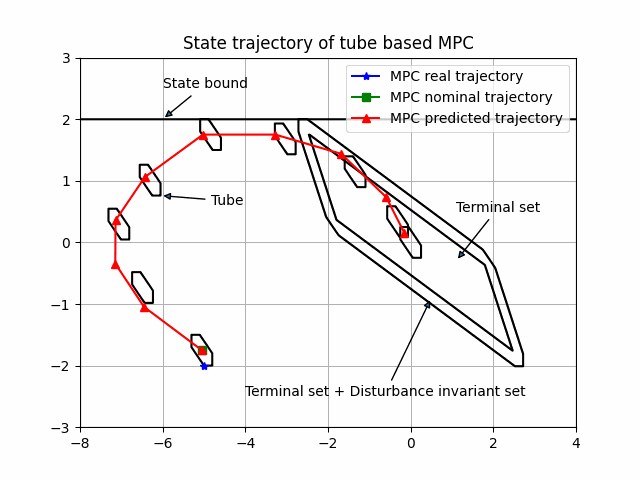 State trajectory of tube based MPC
MPC real trajectory
MPC nominal trajectory
MPC predicted trajectory
State bound
Tube
Terminal set
Terminal set + Disturbance invariant set
3
2
1
0
−1
−2
−3
−8
−6
−4
−2
0
2
4